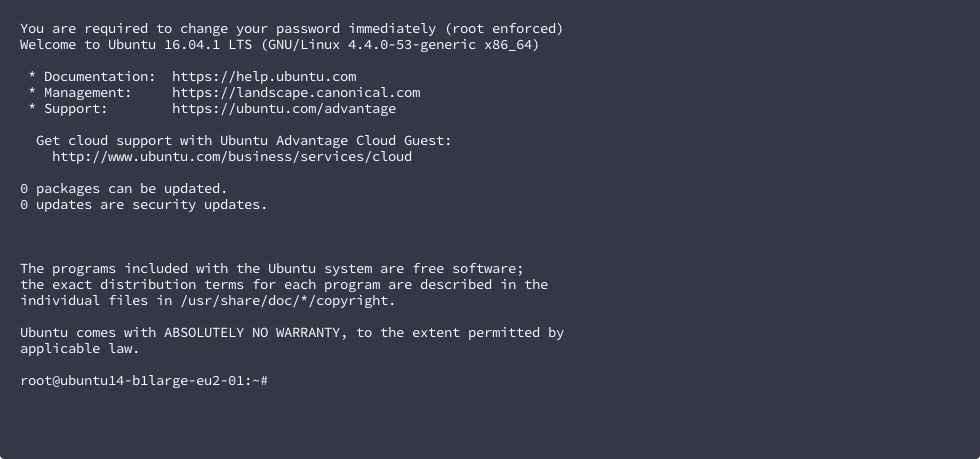 You are required to change your password immediately (root enforced)
Welcome to Ubuntu 16.04.1 LTS (GNU/Linux 4.4.0-53-generic x86_64)

 * Documentation:  https://help.ubuntu.com
 * Management:     https://landscape.canonical.com
 * Support:        https://ubuntu.com/advantage

  Get cloud support with Ubuntu Advantage Cloud Guest:
    http://www.ubuntu.com/business/services/cloud

0 packages can be updated.
0 updates are security updates.

The programs included with the Ubuntu system are free software;
the exact distribution terms for each program are described in the
individual files in /usr/share/doc/*/copyright.

Ubuntu comes with ABSOLUTELY NO WARRANTY, to the extent permitted by
applicable law.

root@ubuntu14-b1large-eu2-01:~#